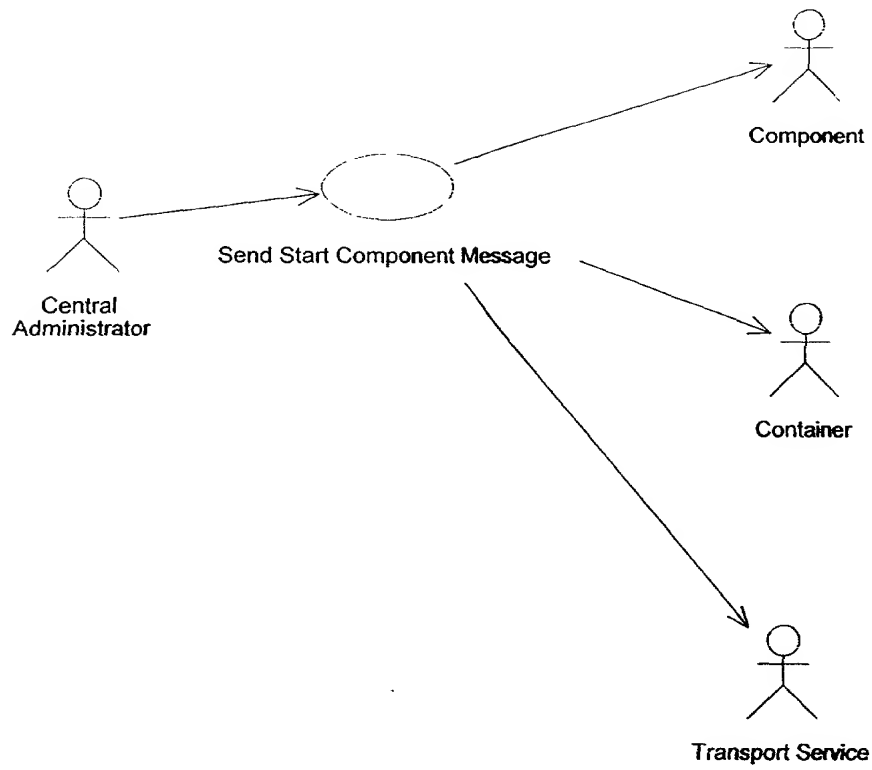 Component
Send Start Component Message
Central
Administrator
Container
Transport Service